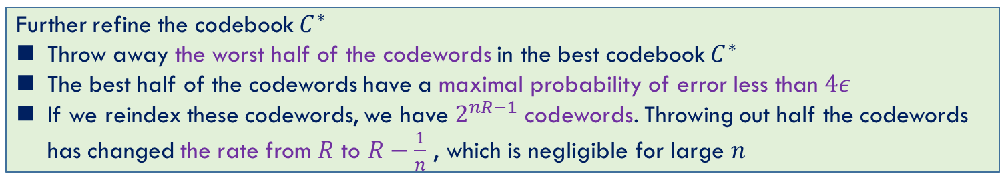 Further refine the codebook $C^*$
■ Throw away the worst half of the codewords in the best codebook $C^*$
■ The best half of the codewords have a maximal probability of error less than $4\epsilon$
■ If we reindex these codewords, we have $2^{nR-1}$ codewords. Throwing out half the codewords
has changed the rate from $R$ to $R - \frac{1}{n}$ , which is negligible for large $n$